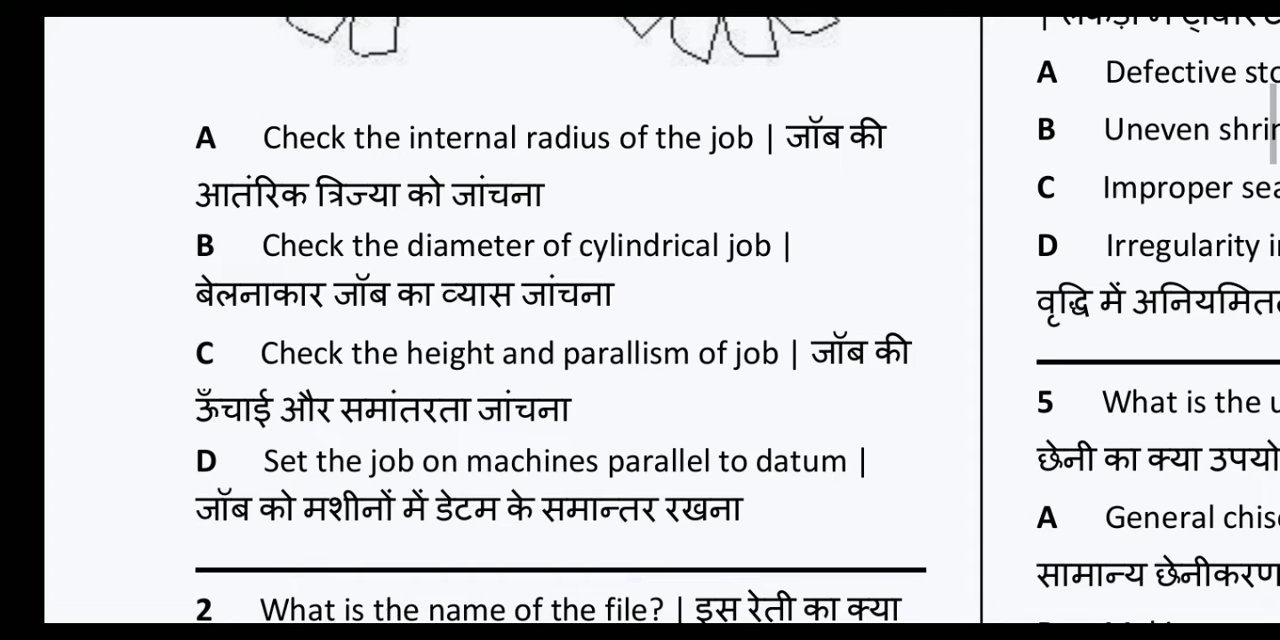 A Check the internal radius of the job | जॉब की
आतंरिक त्रिज्या को जांचना
B Check the diameter of cylindrical job |
बेलनाकार जॉब का व्यास जांचना
C Check the height and parallism of job | जॉब की
ऊँचाई और समांतरता जांचना
D Set the job on machines parallel to datum |
जॉब को मशीनों में डेटम के समान्तर रखना
2 What is the name of the file? | इस रेती का क्या
A Defective
B Uneven
C Improper
D Irregularity
वृद्धि में
5 What is the
छेनी का क्या
A General
सामान्य छेनीकरण